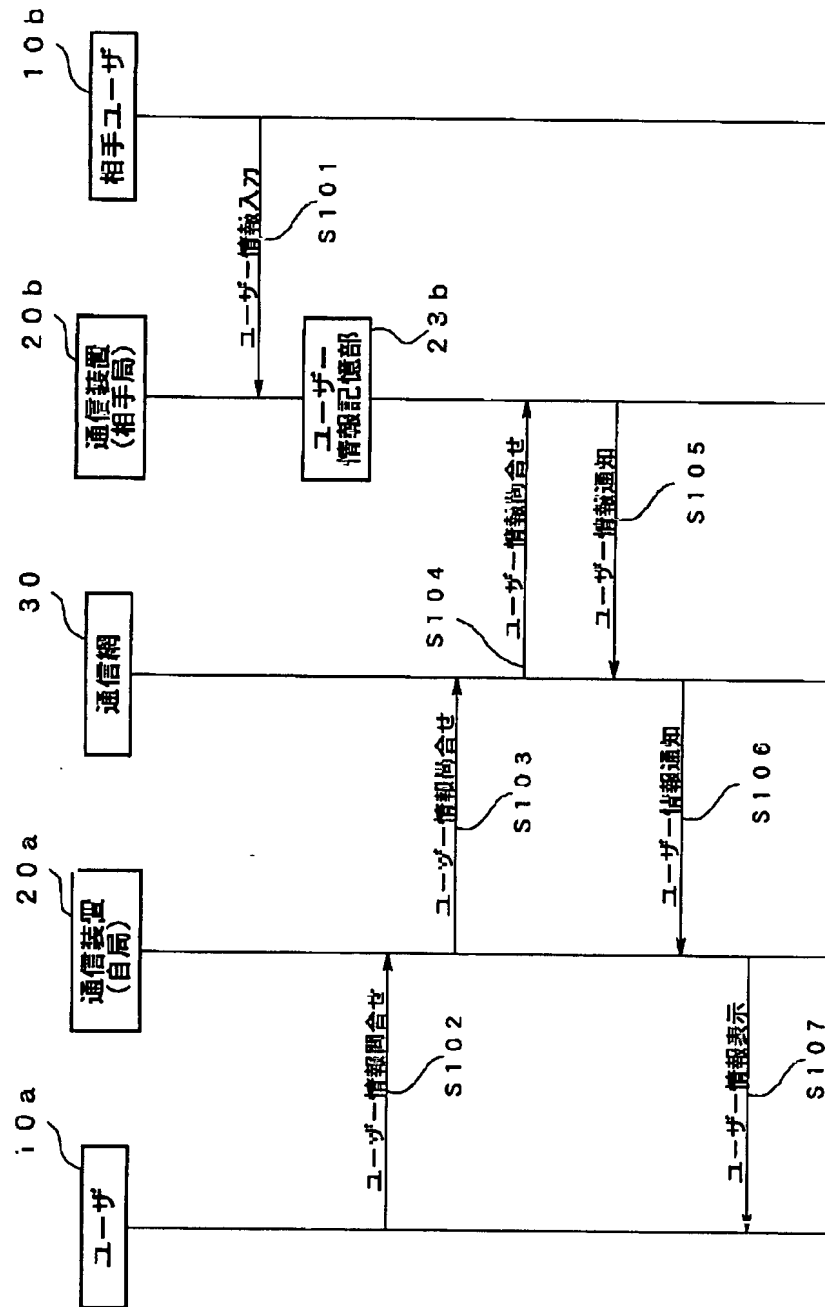 10a
ユーザ
20a
通信装置
(自局)
30
通信網
20b
通信装置
(相手局)
10b
相手ユーザ
ユーザー情報入力
S101
ユーザー
情報記憶部
23b
ユーザー情報問合せ
S102
ユーザー情報問合せ
S103
S104
ユーザー情報問合せ
ユーザー情報通知
S105
ユーザー情報通知
S106
ユーザー情報表示
S107